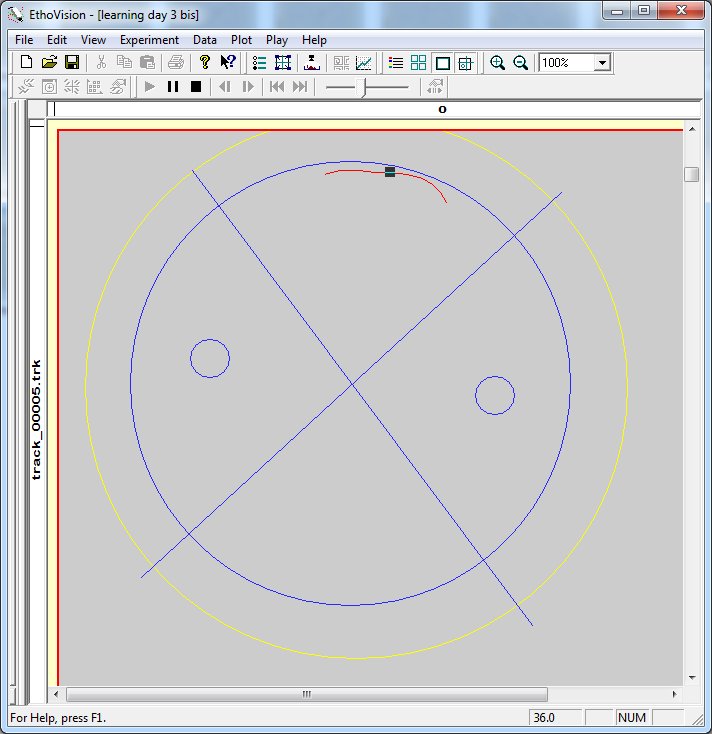 EthoVision - [learning day 3 bis]
File Edit View Experiment Data Plot Play Help
100%
O
track_00005.trk
For Help, press F1.
36.0
NUM